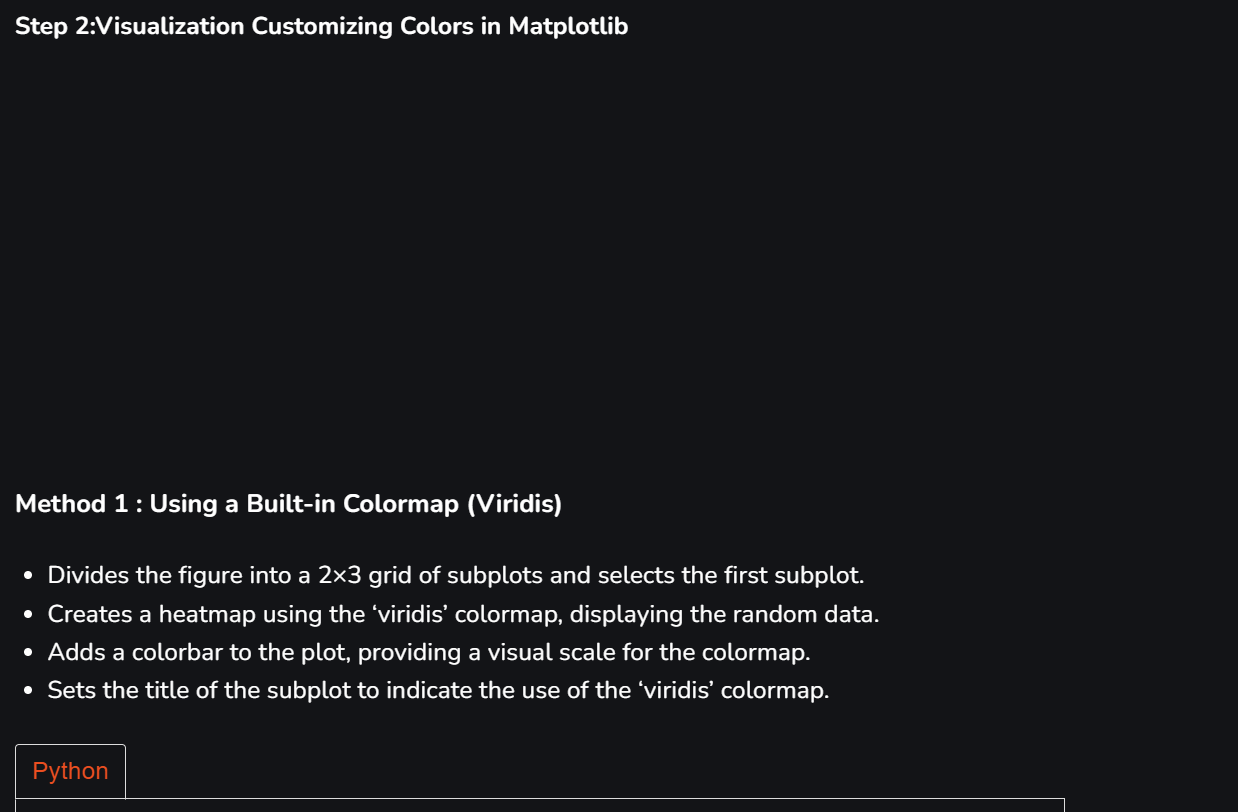 Step 2:Visualization Customizing Colors in Matplotlib
Method 1 : Using a Built-in Colormap (Viridis)
• Divides the figure into a 2×3 grid of subplots and selects the first subplot.
• Creates a heatmap using the ‘viridis’ colormap, displaying the random data.
• Adds a colorbar to the plot, providing a visual scale for the colormap.
• Sets the title of the subplot to indicate the use of the ‘viridis’ colormap.
Python